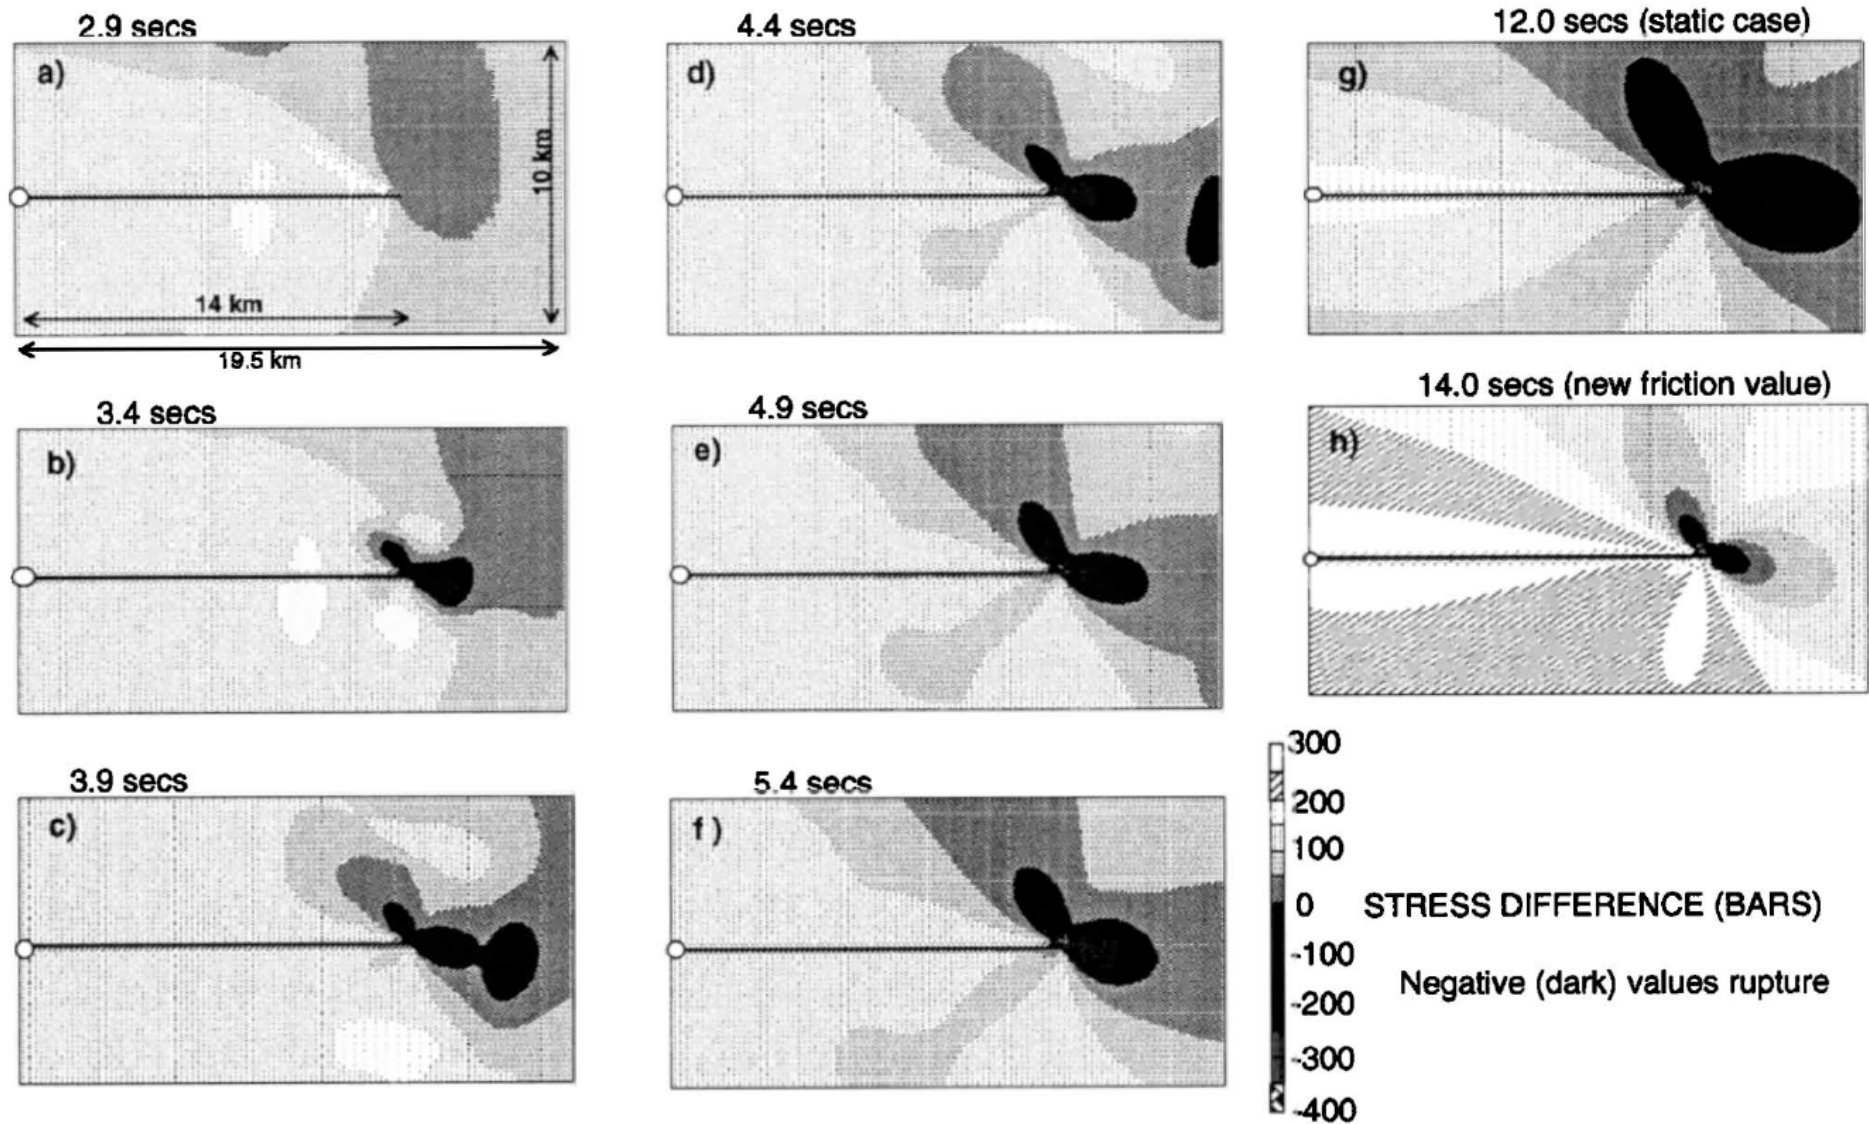 2.9 secs
a)
10 km
14 km
19.5 km
3.4 secs
b)
3.9 secs
c)
4.4 secs
d)
4.9 secs
e)
5.4 secs
f)
12.0 secs (static case)
g)
14.0 secs (new friction value)
h)
300
200
100
0
-100
-200
-300
-400
STRESS DIFFERENCE (BARS)
Negative (dark) values rupture